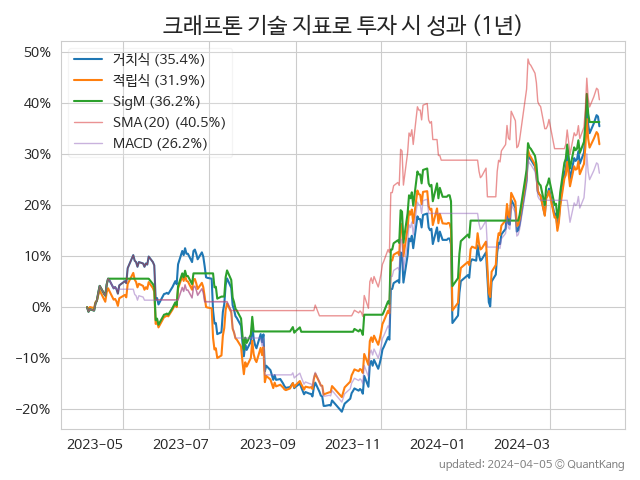 크래프톤 기술 지표로 투자 시 성과 (1년)
거치식 (35.4%)
적립식 (31.9%)
SigM (36.2%)
SMA(20) (40.5%)
MACD (26.2%)
50%
40%
30%
20%
10%
0%
−10%
−20%
2023-05 2023-07 2023-09 2023-11 2024-01 2024-03
updated: 2024-04-05 © QuantKang